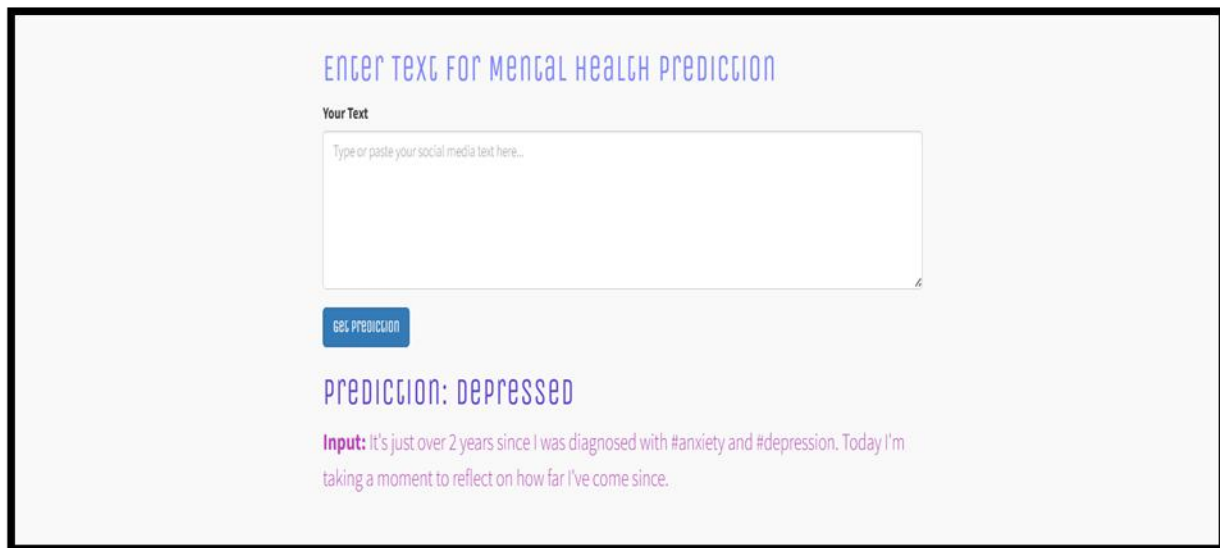 Enter Text For Mental Health Prediction
Your Text
Type or paste your social media text here...
Get Prediction
Prediction: Depressed
Input: It's just over 2 years since I was diagnosed with #anxiety and #depression. Today I'm
taking a moment to reflect on how far I've come since.